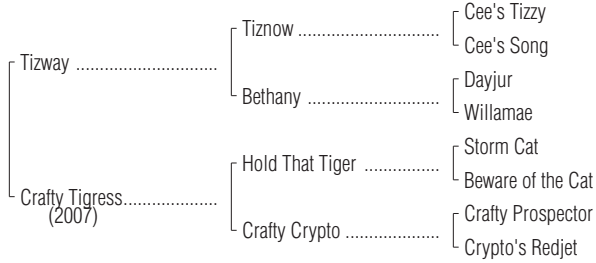 Cee's Tizzy
Tiznow ................................
Cee's Song
Tizway ................................
Dayjur
Bethany ..............................
Willamae
Storm Cat
Hold That Tiger ..................
Beware of the Cat
Crafty Tigress......................
(2007)
Crafty Prospector
Crafty Crypto ......................
Crypto's Redjet